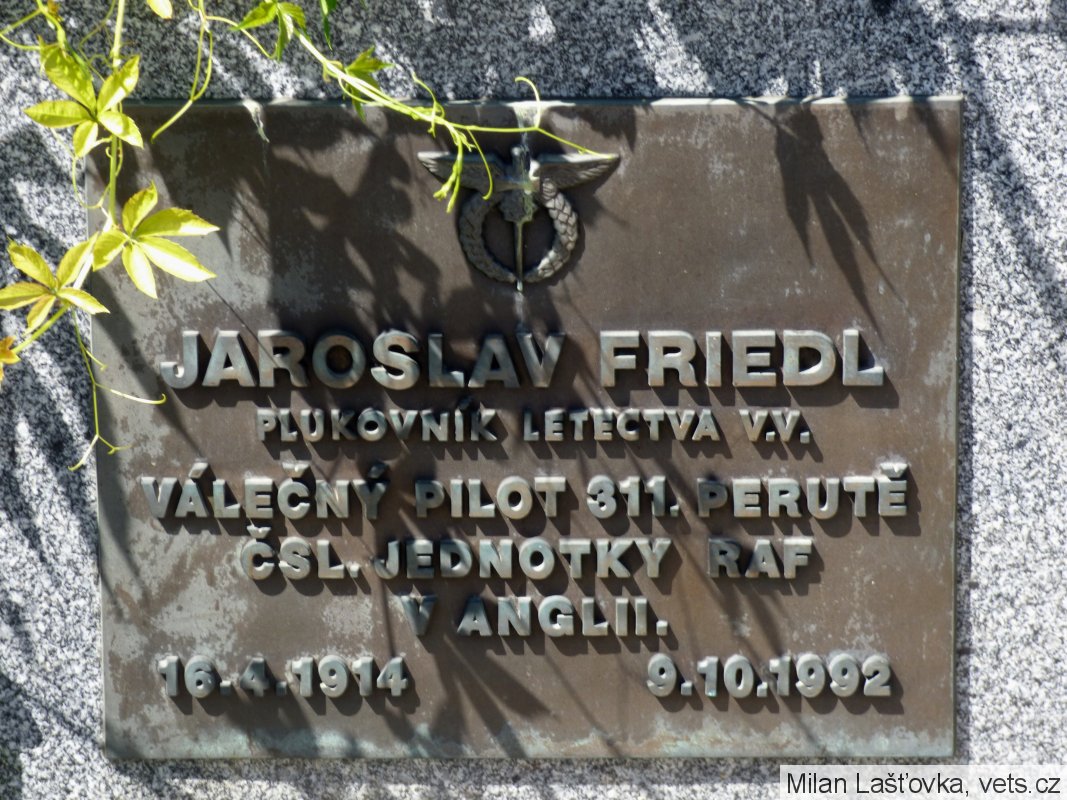 JAROSLAV FRIEDL
PLUKOVNÍK LETECTVA V.V.
VÁLEČNÝ PILOT 311. PERUTĚ
ČSL. JEDNOTKY RAF
V ANGLII.
16.4.1914 9.10.1992
Milan Lašťovka, vets.cz